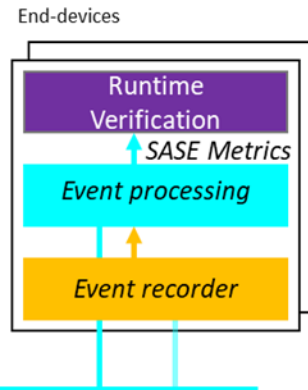 End-devices
Runtime
Verification
SASE Metrics
Event processing
Event recorder